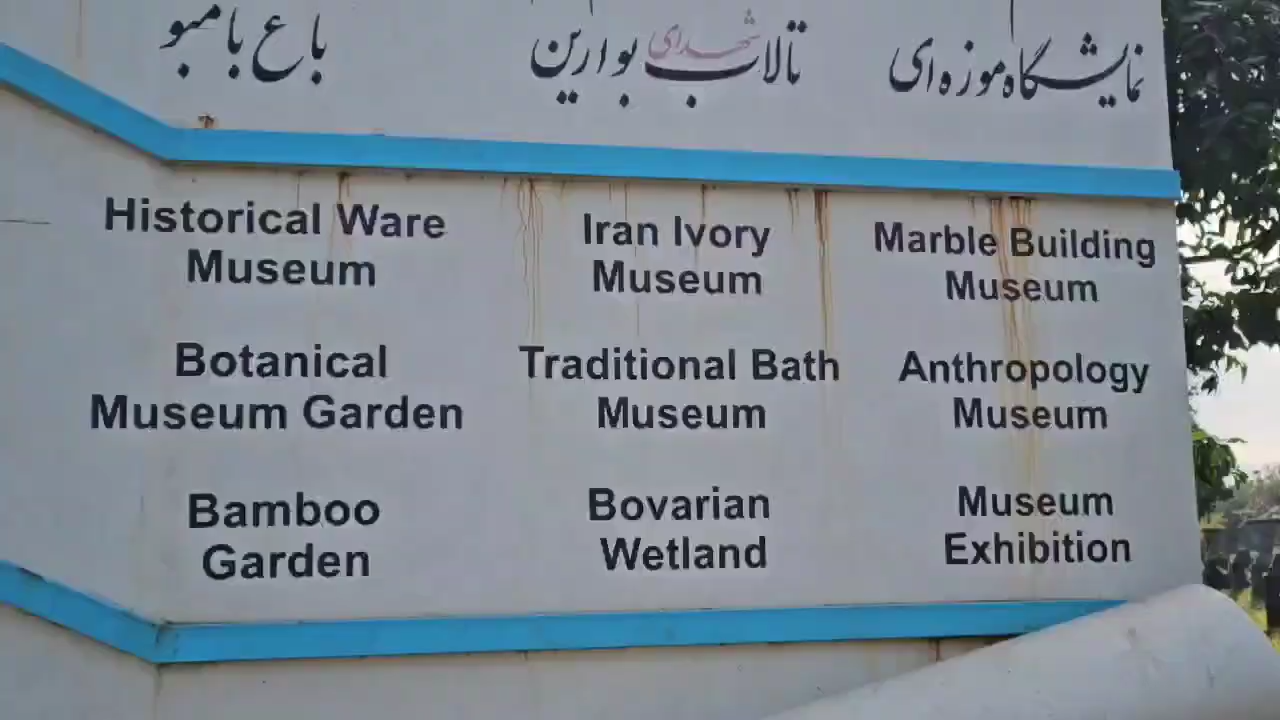 نمایشگاه موزه ای
تالاب شهدای بوارین
باغ بامبو
Historical Ware
Museum
Iran Ivory
Museum
Marble Building
Museum
Botanical
Museum Garden
Traditional Bath
Museum
Anthropology
Museum
Bamboo
Garden
Bovarian
Wetland
Museum
Exhibition